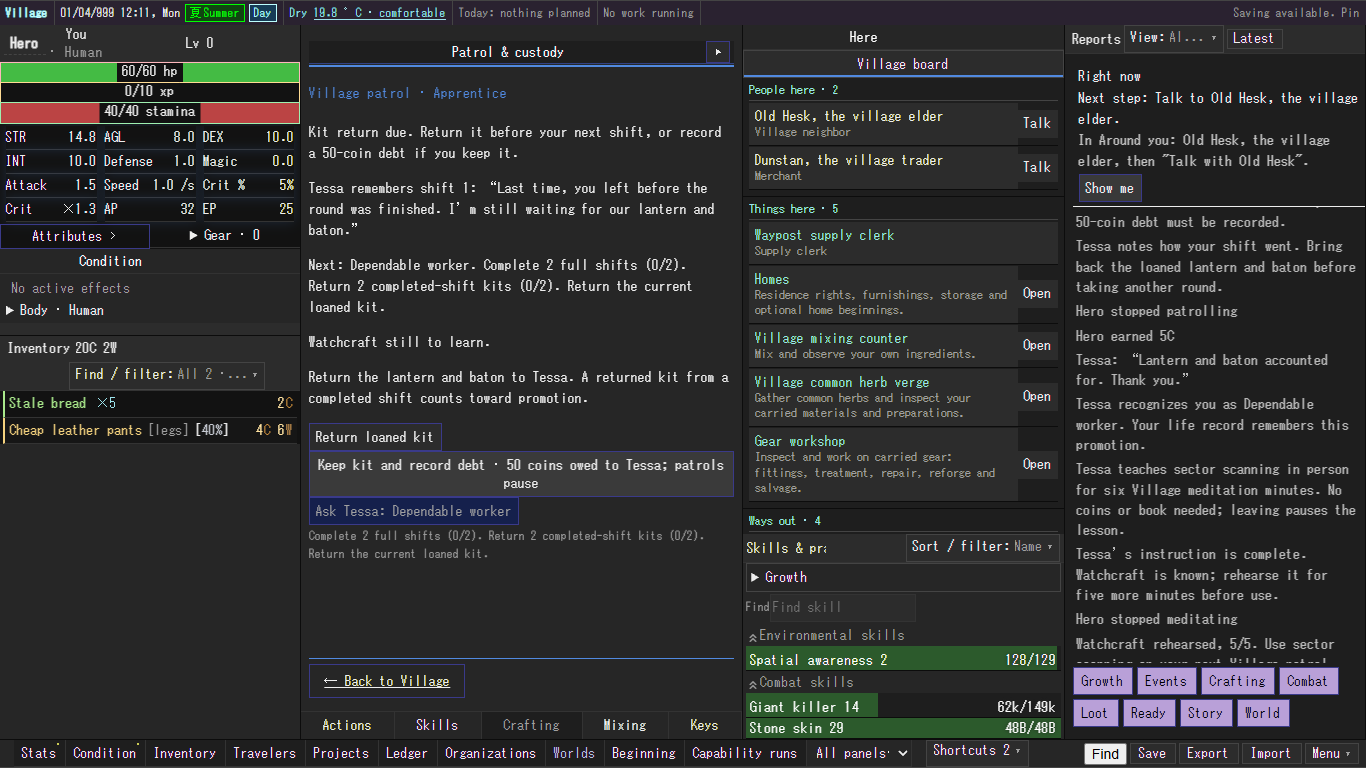 Village 01/04/999 12:11, Mon 夏Summer Day Dry 19.8 ° C · comfortable Today: nothing planned No work running Saving available. Pin
Hero · You Human Lv 0
60/60 hp
0/10 xp
40/40 stamina
STR 14.8 AGL 8.0 DEX 10.0
INT 10.0 Defense 1.0 Magic 0.0
Attack 1.5 Speed 1.0 /s Crit % 5%
Crit ×1.3 AP 32 EP 25
Attributes > ▶ Gear · 0
Condition
No active effects
▶ Body · Human
Inventory 20C 2W
Find / filter: All 2 ·... ▾
Stale bread ×5 2C
Cheap leather pants [legs] [40%] 4C 6W
Patrol & custody ▶
Village patrol · Apprentice
Kit return due. Return it before your next shift, or record
a 50-coin debt if you keep it.
Tessa remembers shift 1: “Last time, you left before the
round was finished. I'm still waiting for our lantern and
baton.”
Next: Dependable worker. Complete 2 full shifts (0/2).
Return 2 completed-shift kits (0/2). Return the current
loaned kit.
Watchcraft still to learn.
Return the lantern and baton to Tessa. A returned kit from a
completed shift counts toward promotion.
Return loaned kit
Keep kit and record debt · 50 coins owed to Tessa; patrols
pause
Ask Tessa: Dependable worker
Complete 2 full shifts (0/2). Return 2 completed-shift kits (0/2).
Return the current loaned kit.
← Back to Village
Actions Skills Crafting Mixing Keys
Here
Village board
People here · 2
Old Hesk, the village elder
Village neighbor
Talk
Dunstan, the village trader
Merchant
Talk
Things here · 5
Waypost supply clerk
Supply clerk
Homes
Residence rights, furnishings, storage and
optional home beginnings.
Open
Village mixing counter
Mix and observe your own ingredients.
Open
Village common herb verge
Gather common herbs and inspect your
carried materials and preparations.
Open
Gear workshop
Inspect and work on carried gear:
fittings, treatment, repair, reforge and
salvage.
Open
Ways out · 4
Skills & pra Sort / filter: Name ▾
▶ Growth
Find Find skill
Environmental skills
Spatial awareness 2 128/129
Combat skills
Giant killer 14 62k/149k
Stone skin 29 48B/48B
Reports View: Al... ▾ Latest
Right now
Next step: Talk to Old Hesk, the village
elder.
In Around you: Old Hesk, the village
elder, then "Talk with Old Hesk".
Show me
50-coin debt must be recorded.
Tessa notes how your shift went. Bring
back the loaned lantern and baton before
taking another round.
Hero stopped patrolling
Hero earned 5C
Tessa: “Lantern and baton accounted
for. Thank you.”
Tessa recognizes you as Dependable
worker. Your life record remembers this
promotion.
Tessa teaches sector scanning in person
for six Village meditation minutes. No
coins or book needed; leaving pauses the
lesson.
Tessa's instruction is complete.
Watchcraft is known; rehearse it for
five more minutes before use.
Hero stopped meditating
Watchcraft rehearsed, 5/5. Use sector
scanning on your next Village patrol
Growth Events Crafting Combat
Loot Ready Story World
Stats Condition Inventory Travelers Projects Ledger Organizations Worlds Beginning Capability runs All panels Shortcuts 2 ▾ Find Save Export Import Menu ▾